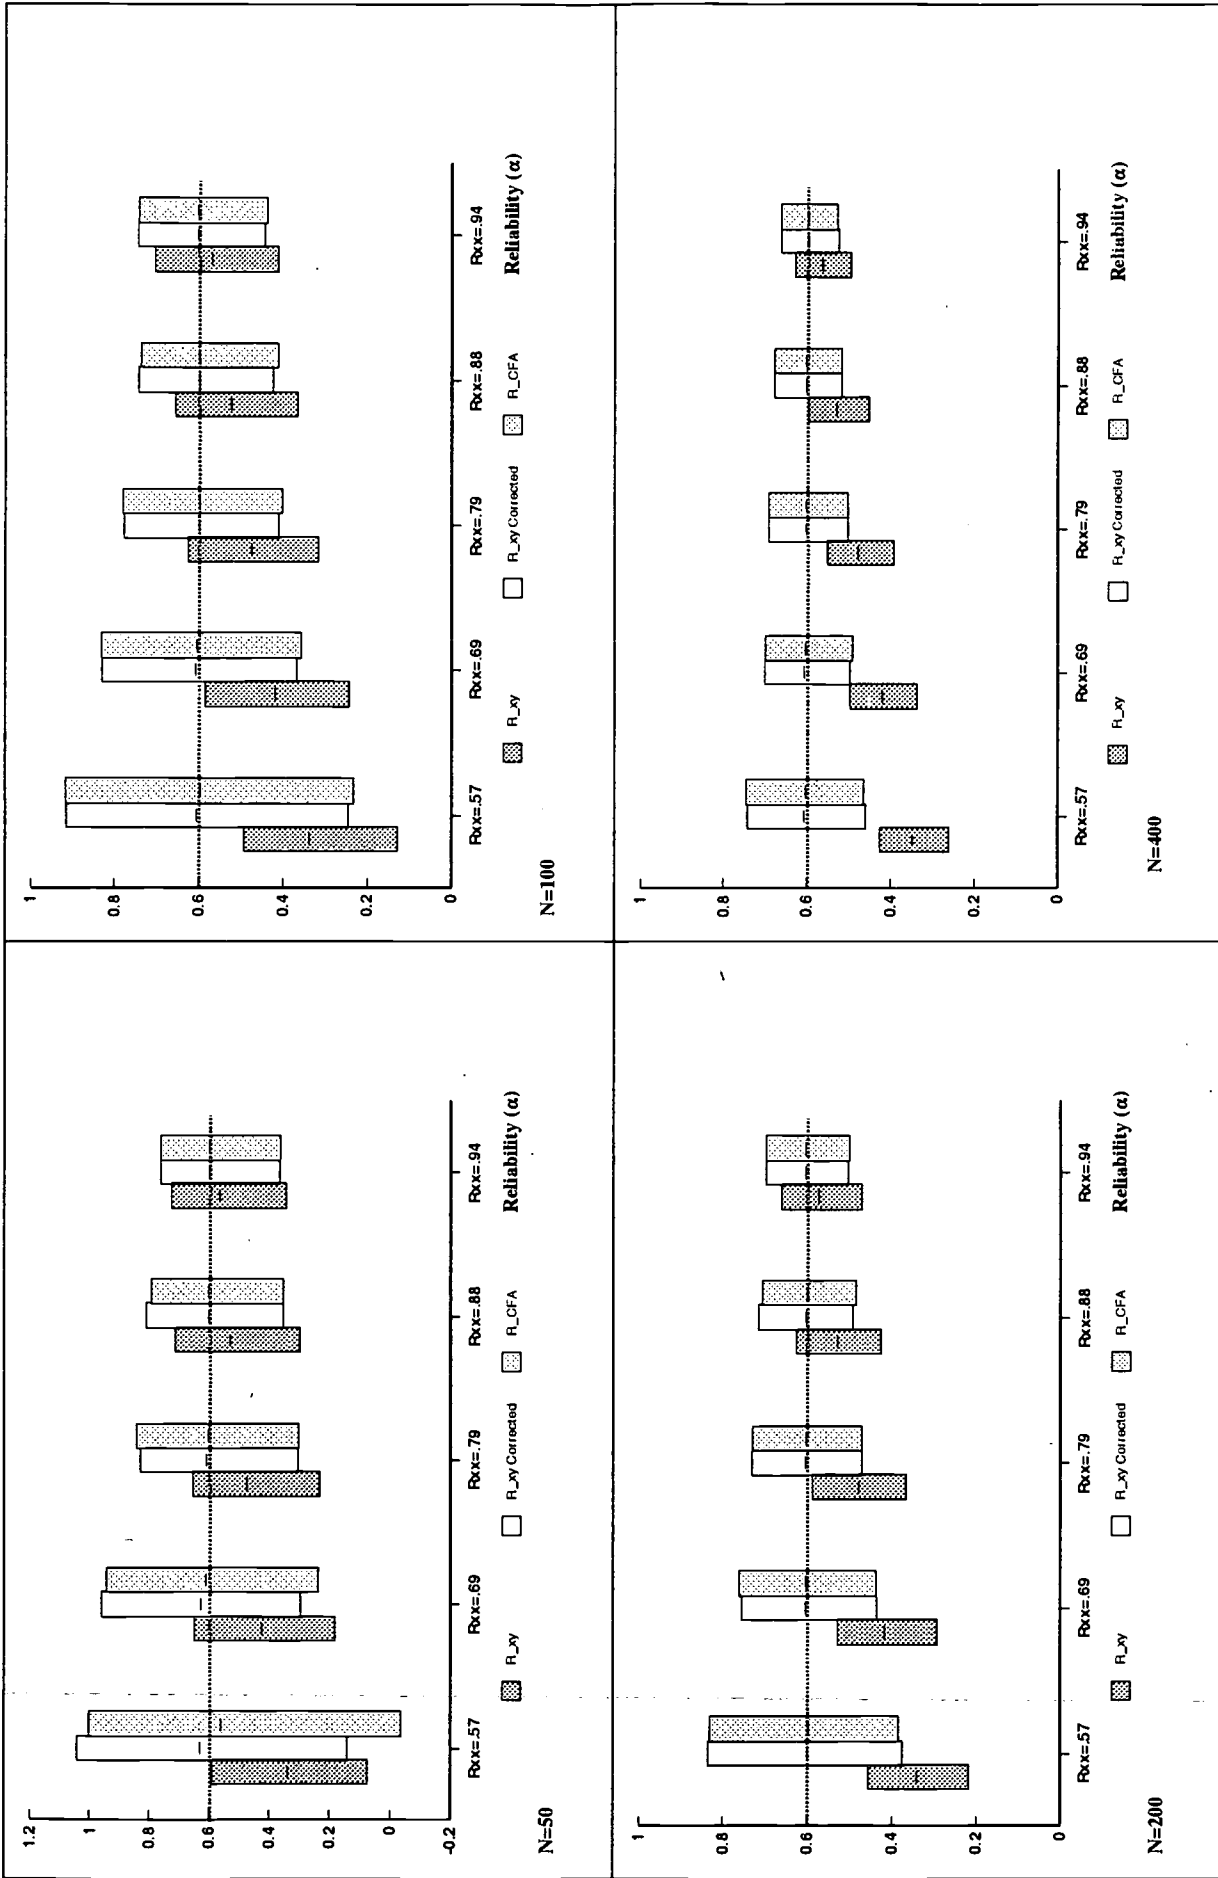 1.2
1
0.8
0.6
0.4
0.2
0
-0.2
Rxx=.57 Rxx=.69 Rxx=.79 Rxx=.88 Rxx=.94
R_xy R_xy Corrected R_CFA Reliability (α)
N=50
1
0.8
0.6
0.4
0.2
0
Rxx=.57 Rxx=.69 Rxx=.79 Rxx=.88 Rxx=.94
R_xy R_xy Corrected R_CFA Reliability (α)
N=100
1
0.8
0.6
0.4
0.2
0
Rxx=.57 Rxx=.69 Rxx=.79 Rxx=.88 Rxx=.94
R_xy R_xy Corrected R_CFA Reliability (α)
N=200
1
0.8
0.6
0.4
0.2
0
Rxx=.57 Rxx=.69 Rxx=.79 Rxx=.88 Rxx=.94
R_xy R_xy Corrected R_CFA Reliability (α)
N=400